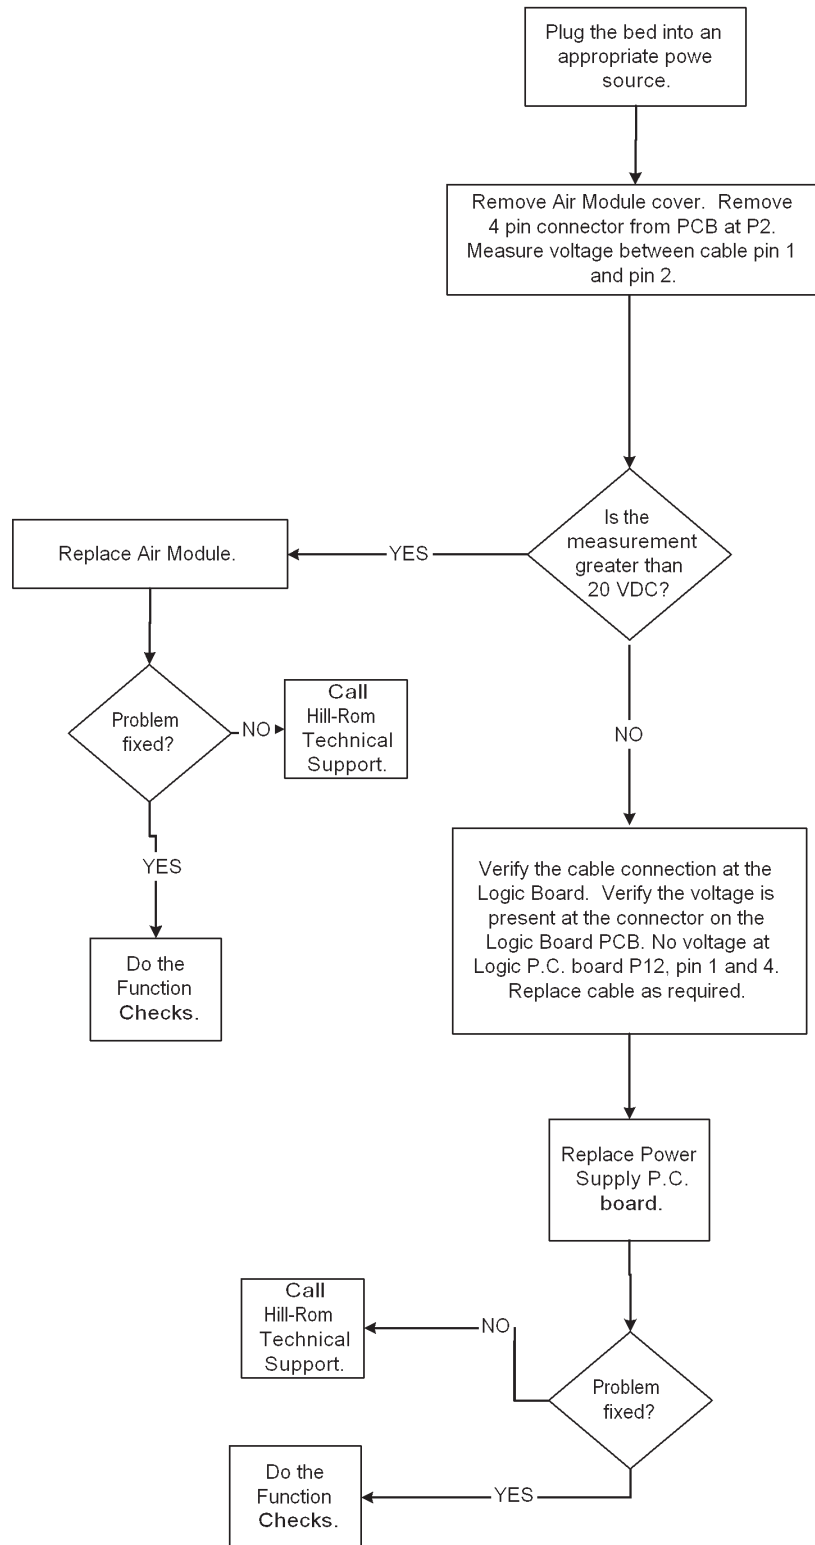 Plug the bed into an
appropriate powe
source.
Remove Air Module cover. Remove
4 pin connector from PCB at P2.
Measure voltage between cable pin 1
and pin 2.
Is the
measurement
greater than
20 VDC?
YES
Replace Air Module.
Problem
fixed?
NO
Call
Hill-Rom
Technical
Support.
YES
Do the
Function
Checks.
NO
Verify the cable connection at the
Logic Board. Verify the voltage is
present at the connector on the
Logic Board PCB. No voltage at
Logic P.C. board P12, pin 1 and 4.
Replace cable as required.
Replace Power
Supply P.C.
board.
Problem
fixed?
NO
Call
Hill-Rom
Technical
Support.
YES
Do the
Function
Checks.